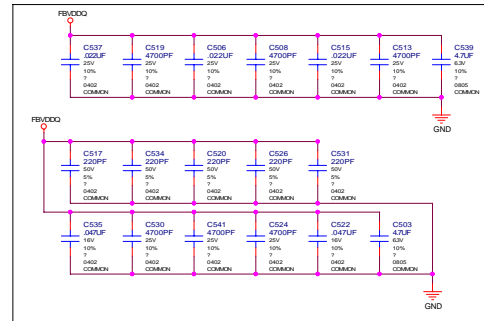 FBVDDQ
C537 C519 C506 C508 C515 C513 C539
.022UF 4700PF .022UF 4700PF .022UF 4700PF 4.7UF
25V 25V 25V 25V 25V 25V 63V
10% 10% 10% 10% 10% 10% 10%
? ? ? ? ? ? ?
0402 0402 0402 0402 0402 0402 0805
COMMON COMMON COMMON COMMON COMMON COMMON COMMON
GND
FBVDDQ
C517 C534 C520 C526 C531
220PF 220PF 220PF 220PF 220PF
50V 50V 50V 50V 50V
5% 5% 5% 5% 5%
? ? ? ? ?
0402 0402 0402 0402 0402
COMMON COMMON COMMON COMMON COMMON
C535 C530 C541 C524 C522 C503
.047UF 4700PF 4700PF 4700PF .047UF 4.7UF
16V 25V 25V 25V 16V 63V
10% 10% 10% 10% 10% 10%
? ? ? ? ? ?
0402 0402 0402 0402 0402 0805
COMMON COMMON COMMON COMMON COMMON COMMON
GND